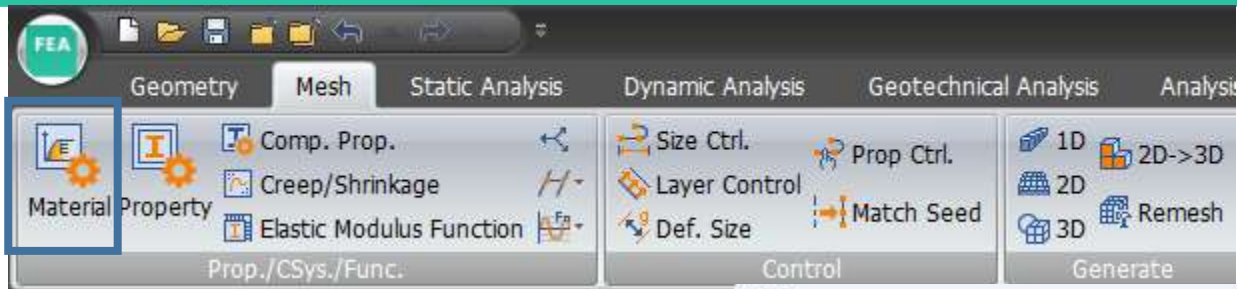 FEA
Geometry Mesh Static Analysis Dynamic Analysis Geotechnical Analysis Analysis
Material Property Comp. Prop. Size Ctrl. Prop Ctrl. 1D 2D->3D
Creep/Shrinkage Layer Control 2D
Elastic Modulus Function Def. Size Match Seed 3D Remesh
Prop./CSys./Func. Control Generate